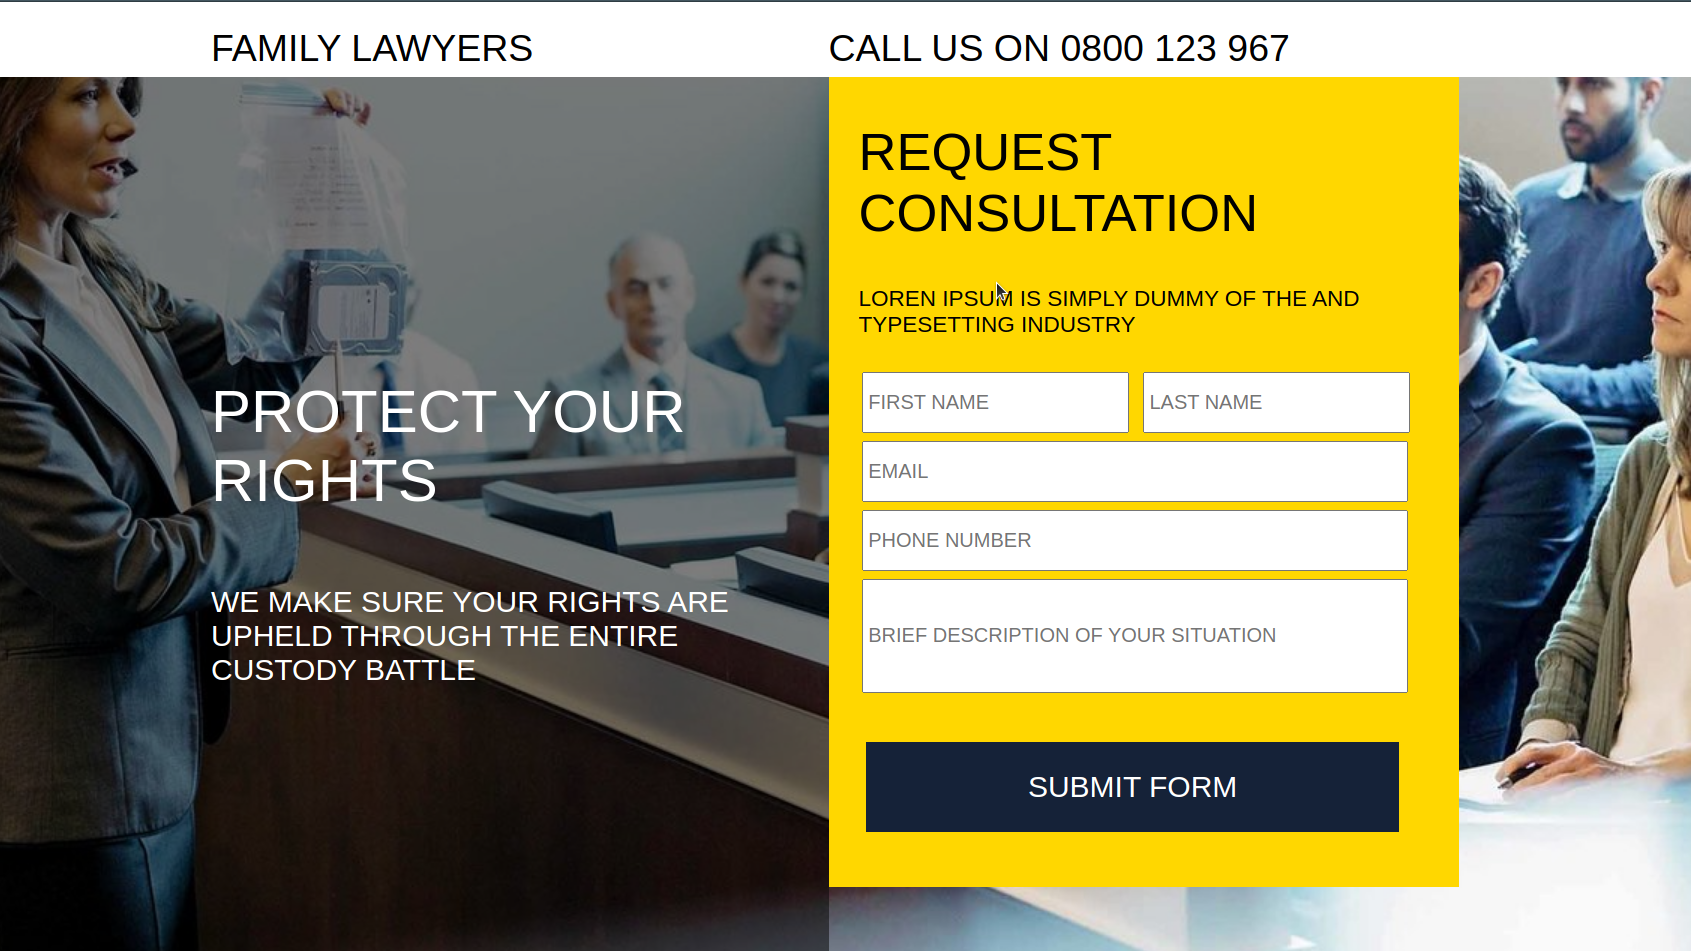 FAMILY LAWYERS
CALL US ON 0800 123 967
REQUEST
CONSULTATION
LOREN IPSUM IS SIMPLY DUMMY OF THE AND
TYPESETTING INDUSTRY
FIRST NAME
LAST NAME
EMAIL
PHONE NUMBER
BRIEF DESCRIPTION OF YOUR SITUATION
SUBMIT FORM
PROTECT YOUR
RIGHTS
WE MAKE SURE YOUR RIGHTS ARE
UPHELD THROUGH THE ENTIRE
CUSTODY BATTLE